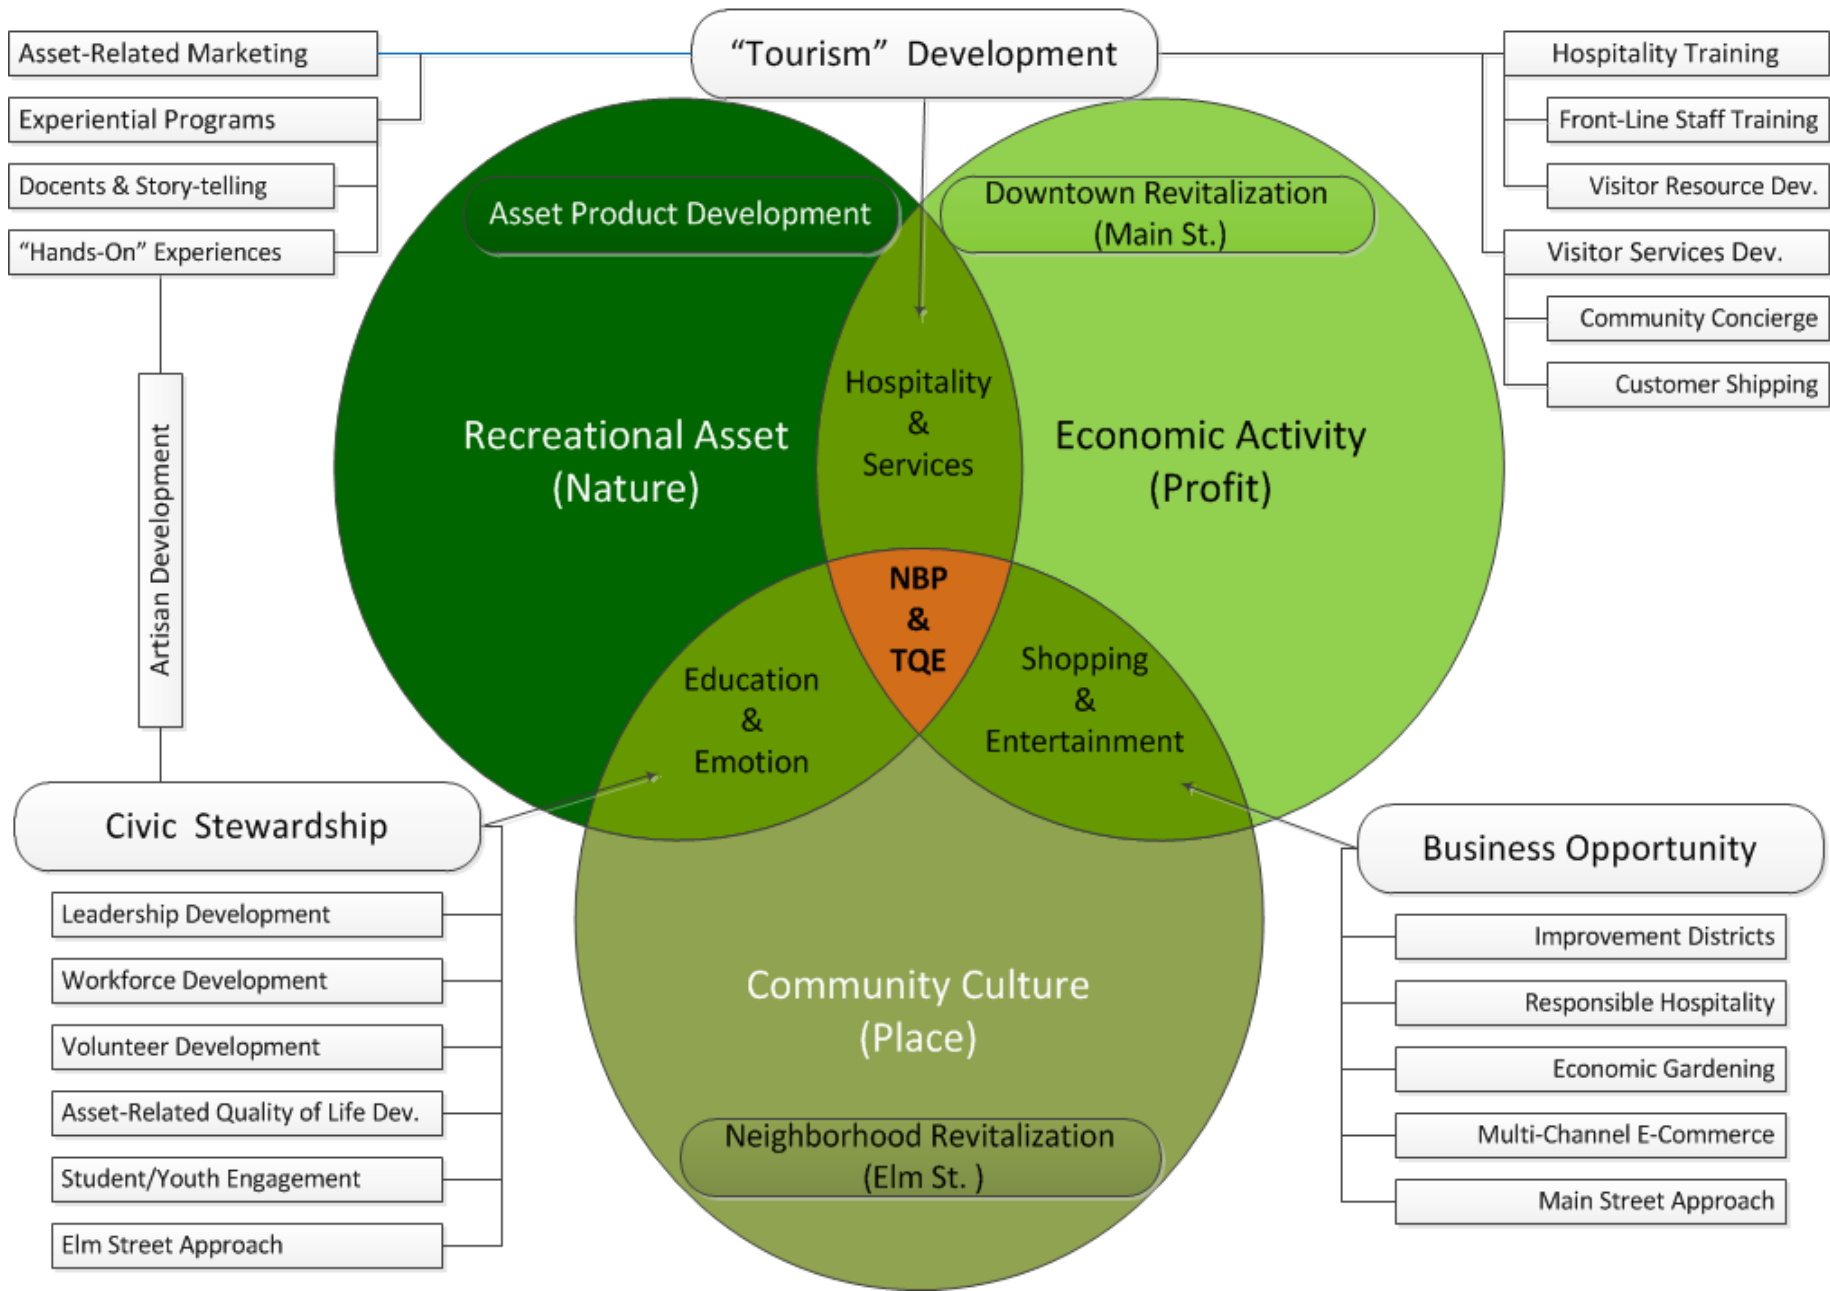 “Tourism” Development
Asset-Related Marketing
Experiential Programs
Docents & Story-telling
“Hands-On” Experiences
Artisan Development
Hospitality Training
Front-Line Staff Training
Visitor Resource Dev.
Visitor Services Dev.
Community Concierge
Customer Shipping
Asset Product Development
Downtown Revitalization
(Main St.)
Recreational Asset
(Nature)
Hospitality
&
Services
Economic Activity
(Profit)
NBP
&
TQE
Education
&
Emotion
Shopping
&
Entertainment
Community Culture
(Place)
Neighborhood Revitalization
(Elm St. )
Civic Stewardship
Leadership Development
Workforce Development
Volunteer Development
Asset-Related Quality of Life Dev.
Student/Youth Engagement
Elm Street Approach
Business Opportunity
Improvement Districts
Responsible Hospitality
Economic Gardening
Multi-Channel E-Commerce
Main Street Approach